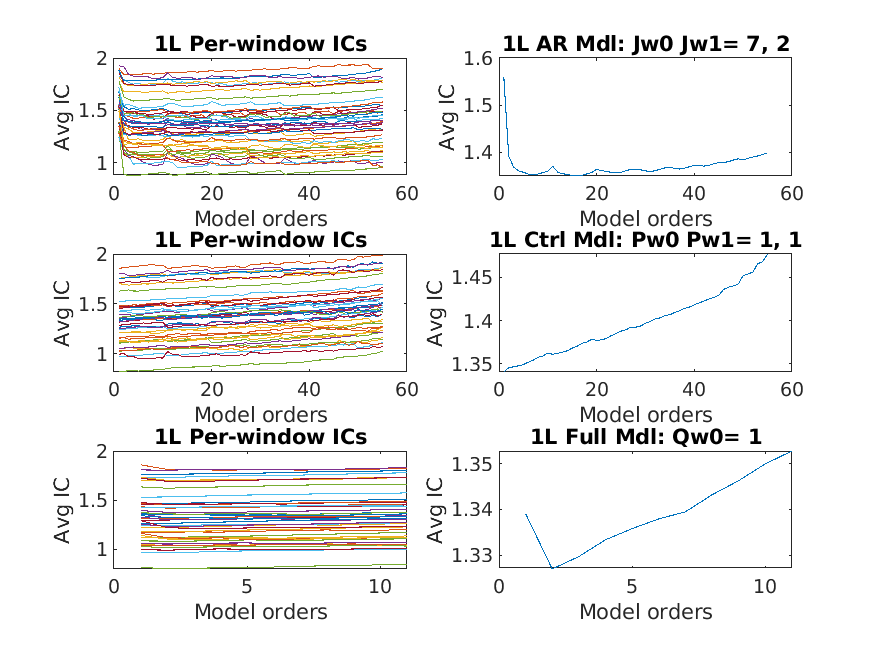 1L Per-window ICs
2
1.5
1
Avg IC
0 20 40 60
Model orders
1L AR Mdl: Jw0 Jw1= 7, 2
1.6
1.5
1.4
Avg IC
0 20 40 60
Model orders
1L Per-window ICs
2
1.5
1
Avg IC
0 20 40 60
Model orders
1L Ctrl Mdl: Pw0 Pw1= 1, 1
1.45
1.4
1.35
Avg IC
0 20 40 60
Model orders
1L Per-window ICs
2
1.5
1
Avg IC
0 5 10
Model orders
1L Full Mdl: Qw0= 1
1.35
1.34
1.33
Avg IC
0 5 10
Model orders